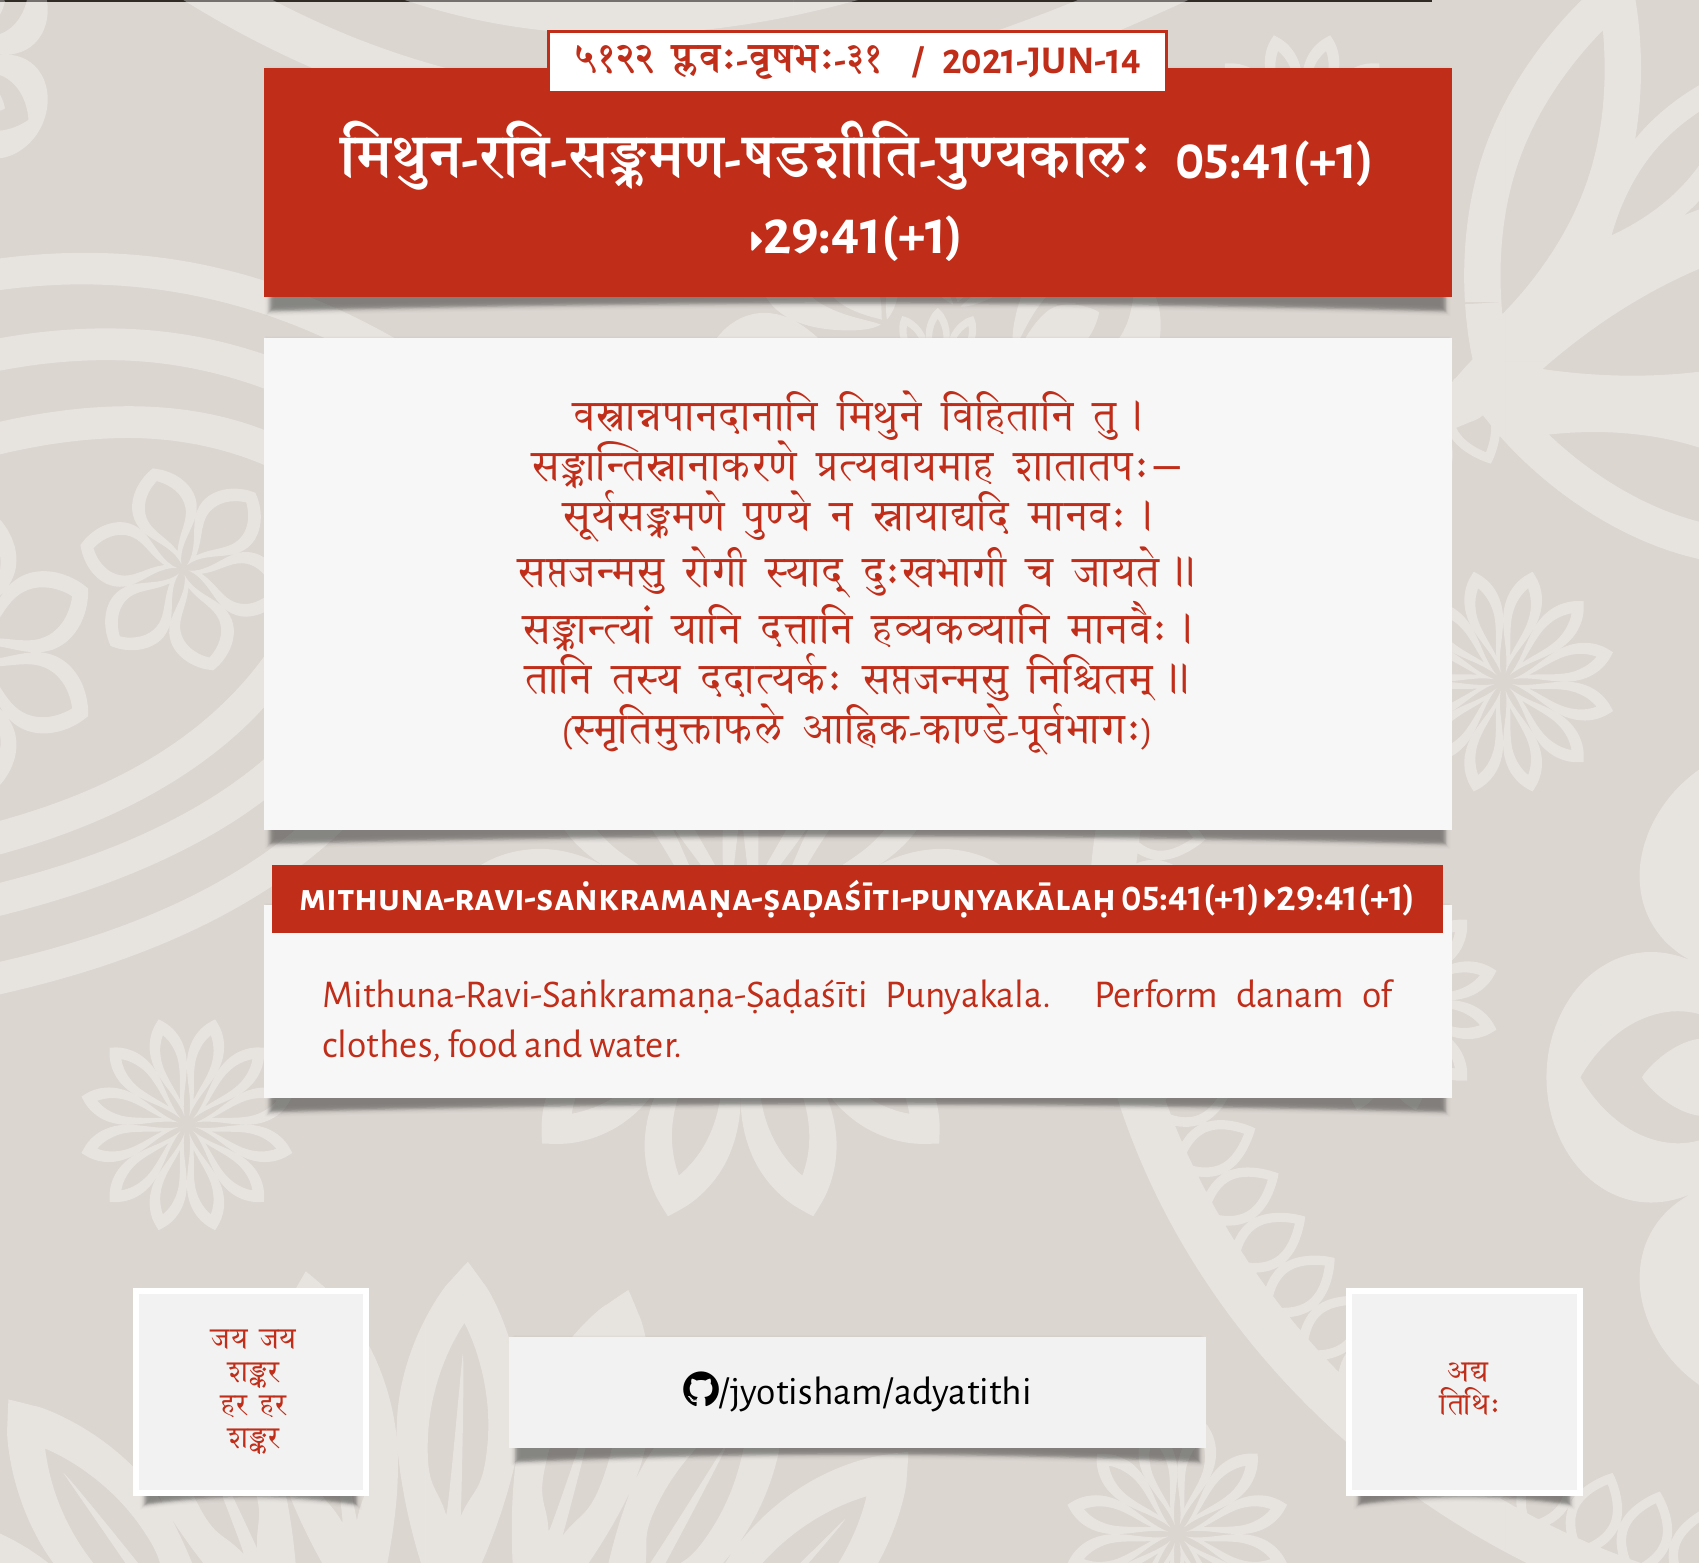 ५१२२ प्लवः-वृषभः-३१ / 2021-JUN-14
मिथुन-रवि-सङ्क्रमण-षडशीति-पुण्यकालः 05:41(+1)
▸29:41(+1)
वस्त्रान्नपानदानानि मिथुने विहितानि तु ।
सङ्क्रान्तिस्नानाकरणे प्रत्यवायमाह शातातपः—
सूर्यसङ्क्रमणे पुण्ये न स्नायाद्यदि मानवः ।
सप्तजन्मसु रोगी स्याद् दुःखभागी च जायते ॥
सङ्क्रान्त्यां यानि दत्तानि हव्यकव्यानि मानवैः ।
तानि तस्य ददात्यर्कः सप्तजन्मसु निश्चितम् ॥
(स्मृतिमुक्ताफले आह्निक-काण्डे-पूर्वभागः)
MITHUNA-RAVI-SAṄKRAMAṆA-ṢAḌAŚĪTI-PUṆYAKĀLAḤ 05:41(+1)▸29:41(+1)
Mithuna-Ravi-Saṅkramaṇa-Ṣaḍaśīti Punyakala. Perform danam of
clothes, food and water.
जय जय
शङ्कर
हर हर
शङ्कर
/jyotisham/adyatithi
अद्य
तिथिः